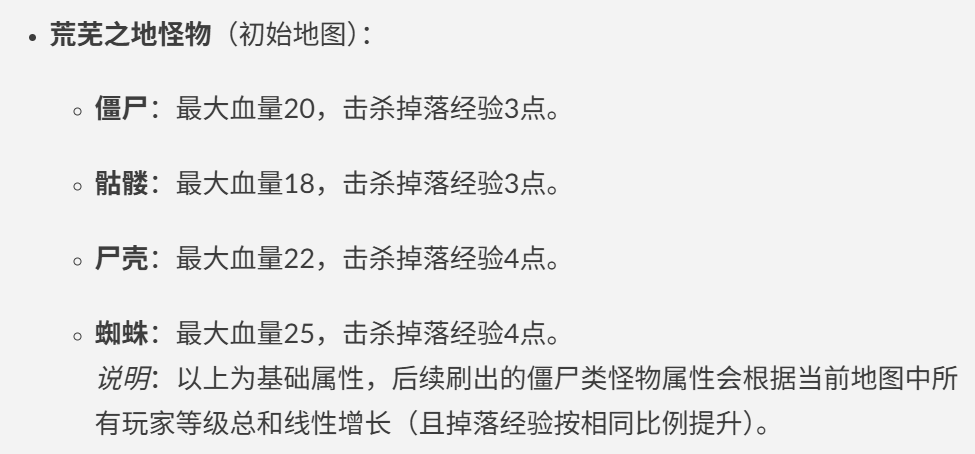 • 荒芜之地怪物（初始地图）：
◦ 僵尸：最大血量20，击杀掉落经验3点。
◦ 骷髅：最大血量18，击杀掉落经验3点。
◦ 尸壳：最大血量22，击杀掉落经验4点。
◦ 蜘蛛：最大血量25，击杀掉落经验4点。
说明：以上为基础属性，后续刷出的僵尸类怪物属性会根据当前地图中所
有玩家等级总和线性增长（且掉落经验按相同比例提升）。